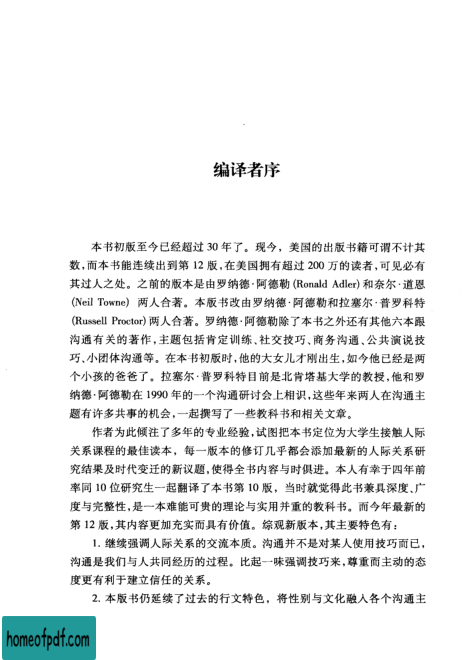 编译者序
本书初版至今已经超过 30 年了。现今，美国的出版书籍可谓不计其
数，而本书能连续出到第 12 版，在美国拥有超过 200 万的读者，可见必有
其过人之处。之前的版本是由罗纳德·阿德勒(Ronald Adler)和奈尔·道恩
(Neil Towne) 两人合著。本版书改由罗纳德·阿德勒和拉塞尔·普罗科特
(Russell Proctor)两人合著。罗纳德·阿德勒除了本书之外还有其他六本跟
沟通有关的著作，主题包括肯定训练、社交技巧、商务沟通、公共演说技
巧、小团体沟通等。在本书初版时，他的大女儿才刚出生，如今他已经是两
个小孩的爸爸了。拉塞尔·普罗科特目前是北肯塔基大学的教授，他和罗
纳德·阿德勒在 1990 年的一个沟通研讨会上相识，这些年来两人在沟通主
题有许多共事的机会，一起撰写了一些教科书和相关文章。
作者为此倾注了多年的专业经验，试图把本书定位为大学生接触人际
关系课程的最佳读本，每一版本的修订几乎都会添加最新的人际关系研
究结果及时代变迁的新议题，使得全书内容与时俱进。本人有幸于四年前
率同 10 位研究生一起翻译了本书第 10 版，当时就觉得此书兼具深度、广
度与完整性，是一本难能可贵的理论与实用并重的教科书。而今年最新的
第 12 版，其内容更加充实而具有价值。综观新版本，其主要特色有：
1. 继续强调人际关系的交流本质。沟通并不是对某人使用技巧而已，
沟通是我们与人共同经历的过程。比起一味强调技巧来，尊重而主动的态
度更有利于建立信任的关系。
2. 本版书仍延续了过去的行文特色，将性别与文化融入各个沟通主
homeofpdf.com